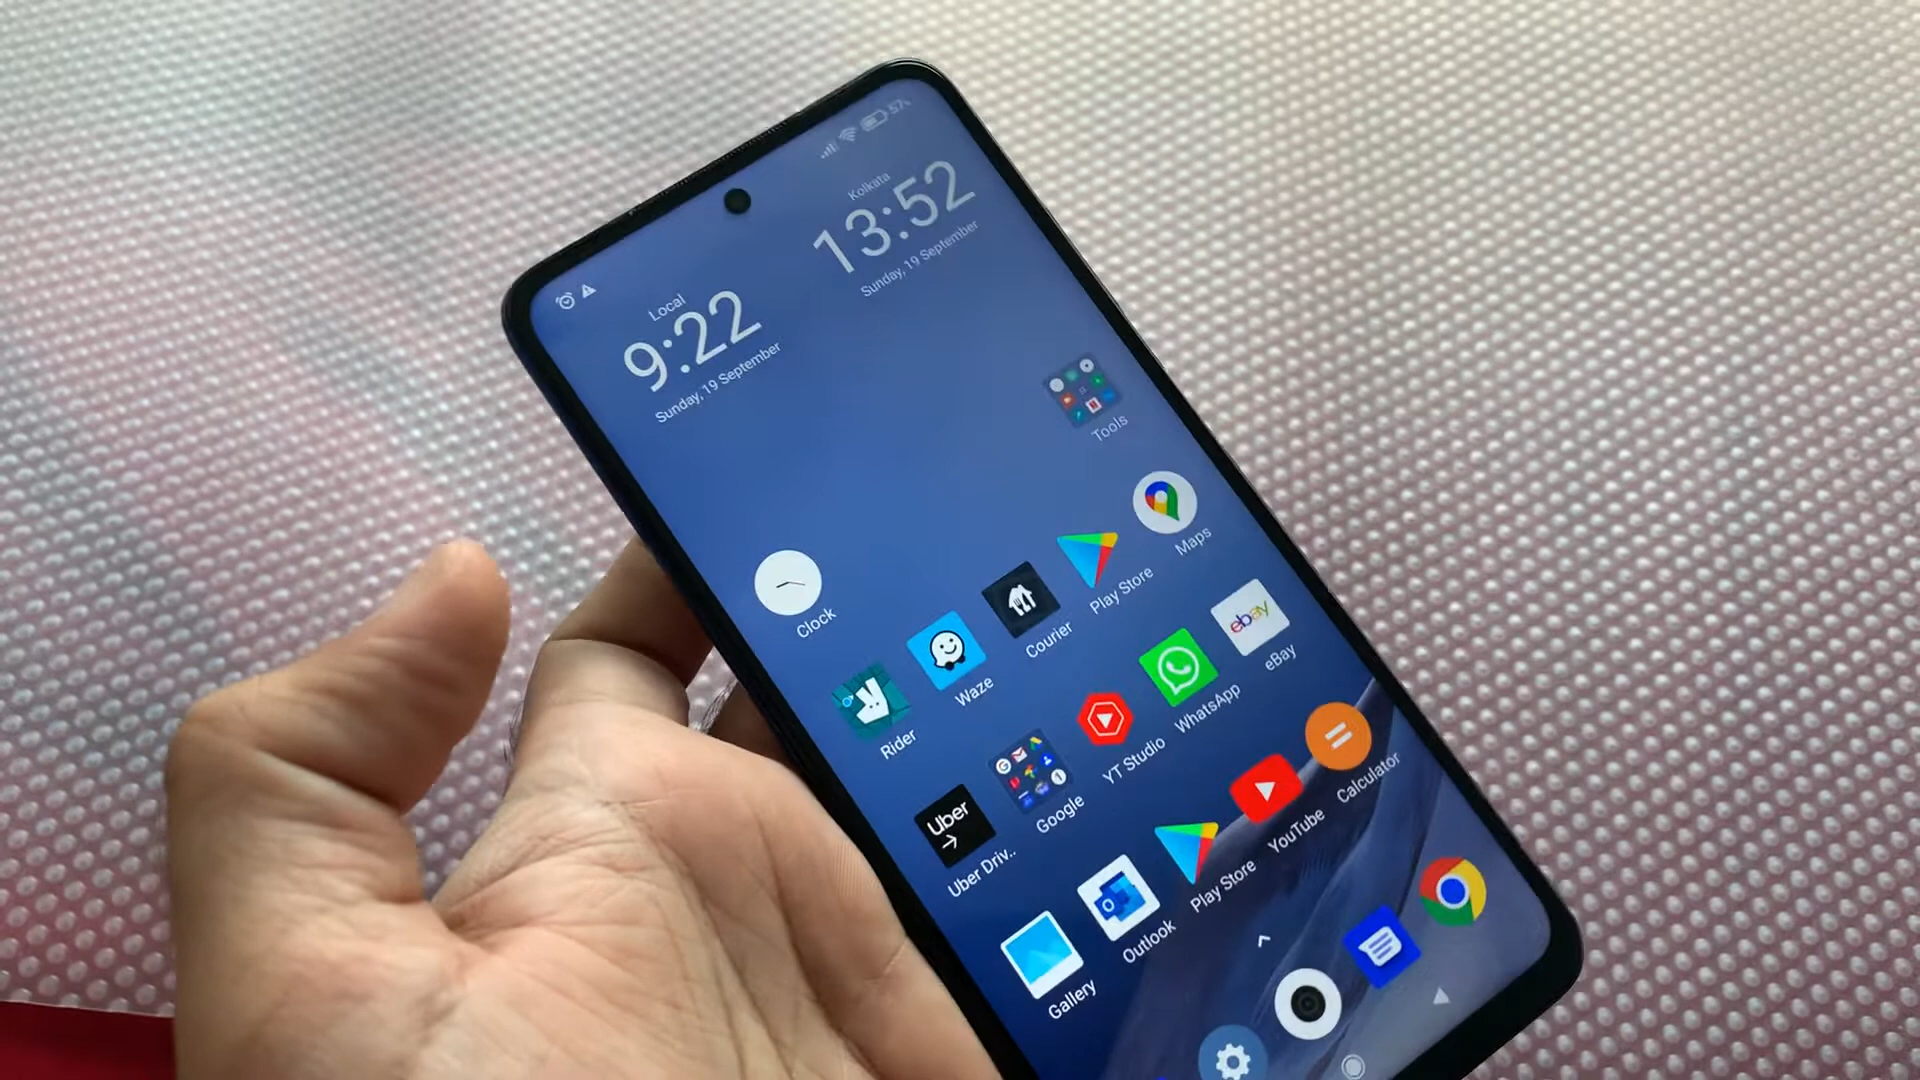 57%
Local
9:22
Sunday, 19 September
Kolkata
13:52
Sunday, 19 September
Tools
Clock
Rider
Waze
Courier
Play Store
Maps
Uber
Uber Driv..
Google
YT Studio
WhatsApp
ebay
eBay
Gallery
Outlook
Play Store
YouTube
Calculator